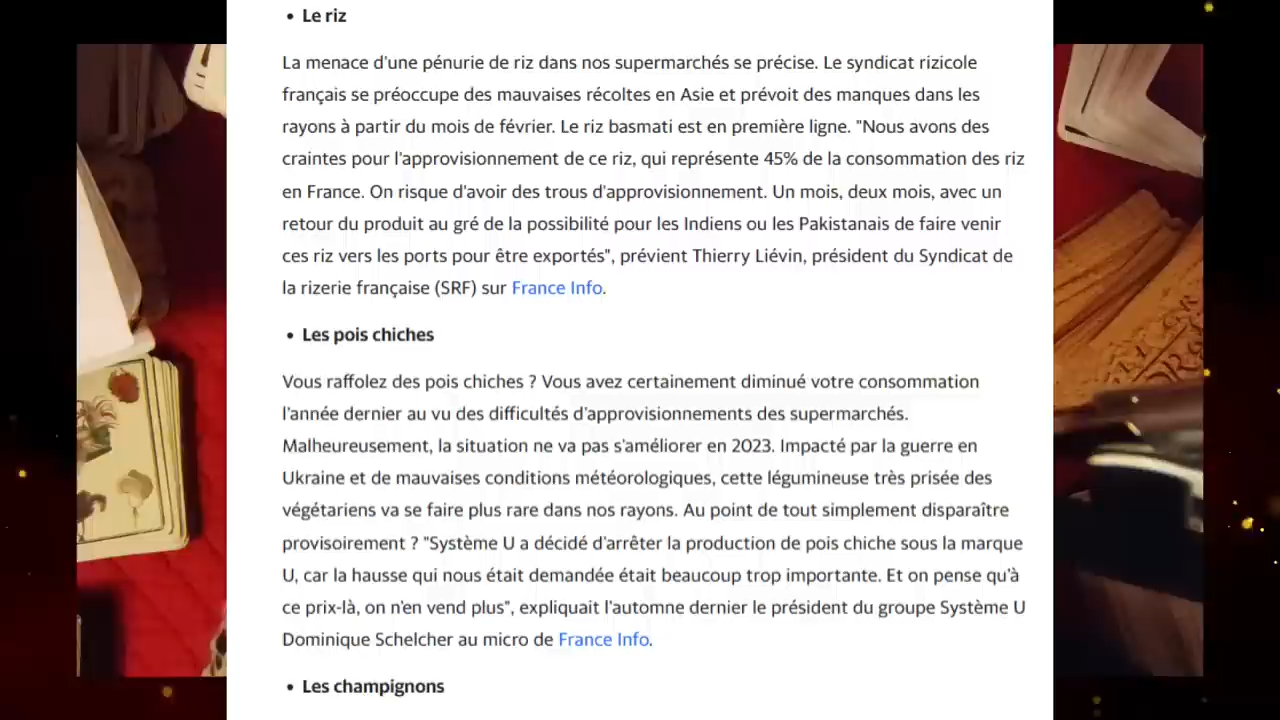 • Le riz
La menace d'une pénurie de riz dans nos supermarchés se précise. Le syndicat rizicole
français se préoccupe des mauvaises récoltes en Asie et prévoit des manques dans les
rayons à partir du mois de février. Le riz basmati est en première ligne. "Nous avons des
craintes pour l'approvisionnement de ce riz, qui représente 45% de la consommation des riz
en France. On risque d'avoir des trous d'approvisionnement. Un mois, deux mois, avec un
retour du produit au gré de la possibilité pour les Indiens ou les Pakistanais de faire venir
ces riz vers les ports pour être exportés", prévient Thierry Liévin, président du Syndicat de
la rizerie française (SRF) sur France Info.
• Les pois chiches
Vous raffolez des pois chiches ? Vous avez certainement diminué votre consommation
l'année dernier au vu des difficultés d'approvisionnements des supermarchés.
Malheureusement, la situation ne va pas s'améliorer en 2023. Impacté par la guerre en
Ukraine et de mauvaises conditions météorologiques, cette légumineuse très prisée des
végétariens va se faire plus rare dans nos rayons. Au point de tout simplement disparaître
provisoirement ? "Système U a décidé d'arrêter la production de pois chiche sous la marque
U, car la hausse qui nous était demandée était beaucoup trop importante. Et on pense qu'à
ce prix-là, on n'en vend plus", expliquait l'automne dernier le président du groupe Système U
Dominique Schelcher au micro de France Info.
• Les champignons